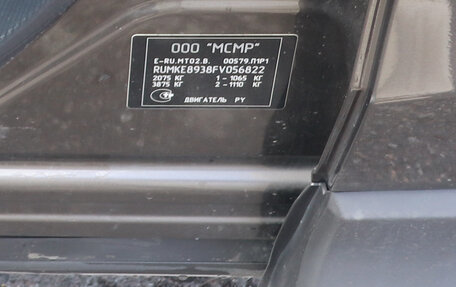 ООО "МСМР"
E-RU.MT02.B. 00579.П1Р1
RUMKE8938FV056822
2075 КГ 1 - 1065 КГ
3875 КГ 2 - 1110 КГ
ДВИГАТЕЛЬ PY